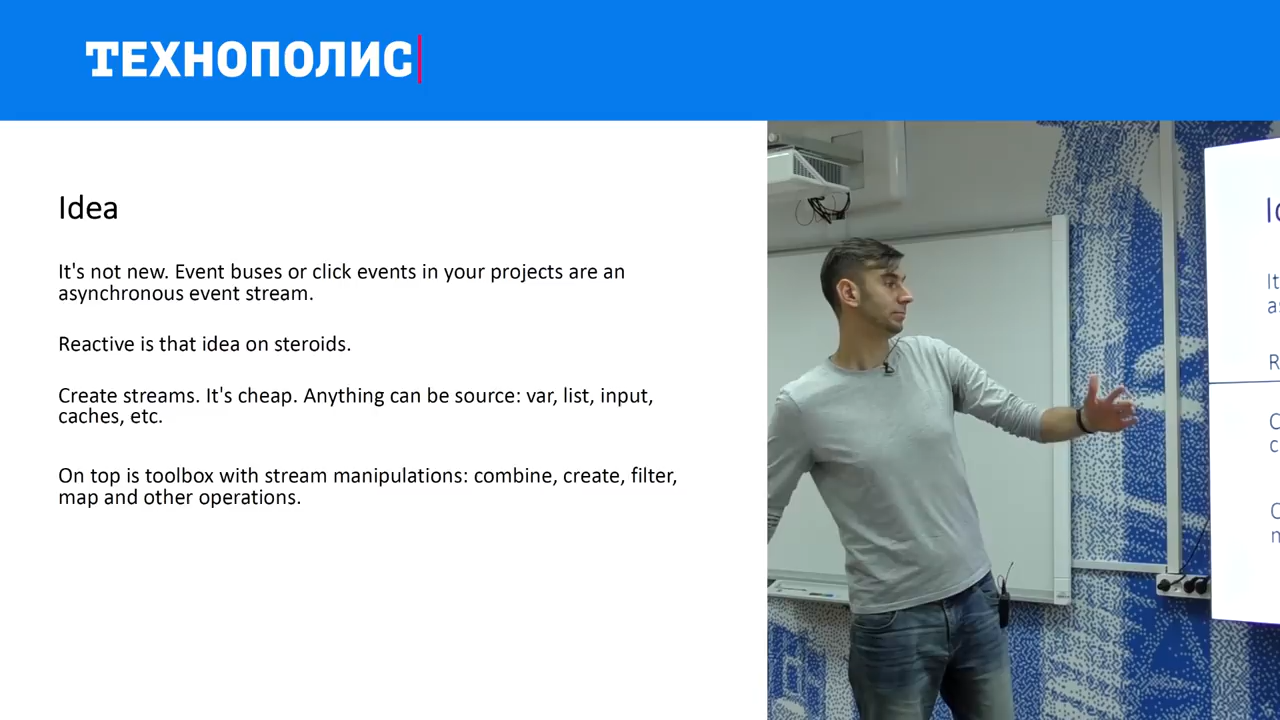 ТЕХНОПОЛИС
Idea
It's not new. Event buses or click events in your projects are an
asynchronous event stream.
Reactive is that idea on steroids.
Create streams. It's cheap. Anything can be source: var, list, input,
caches, etc.
On top is toolbox with stream manipulations: combine, create, filter,
map and other operations.